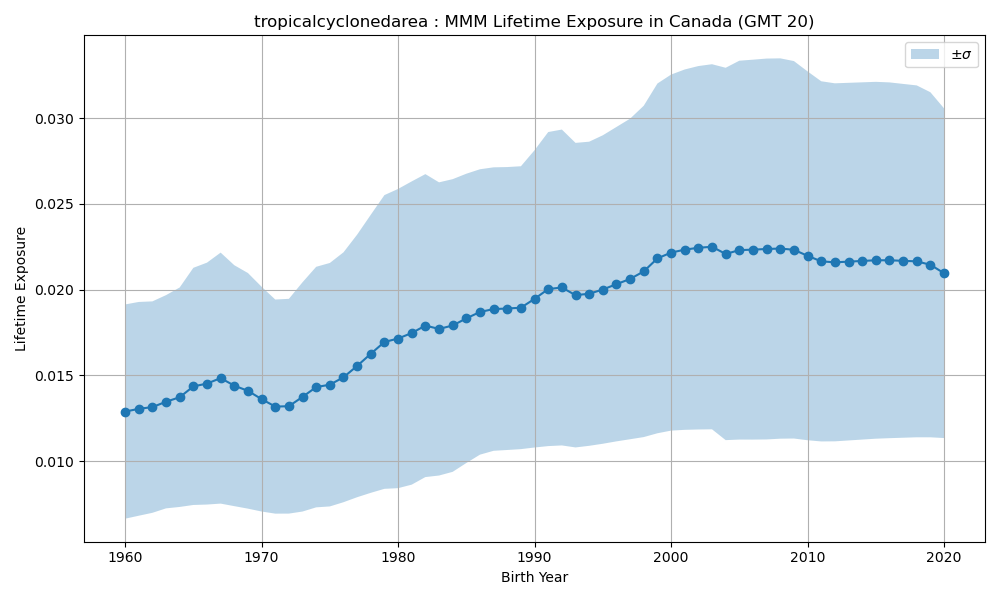 tropicalcyclonedarea : MMM Lifetime Exposure in Canada (GMT 20)
±σ
0.030
0.025
0.020
0.015
0.010
Lifetime Exposure
1960 1970 1980 1990 2000 2010 2020
Birth Year